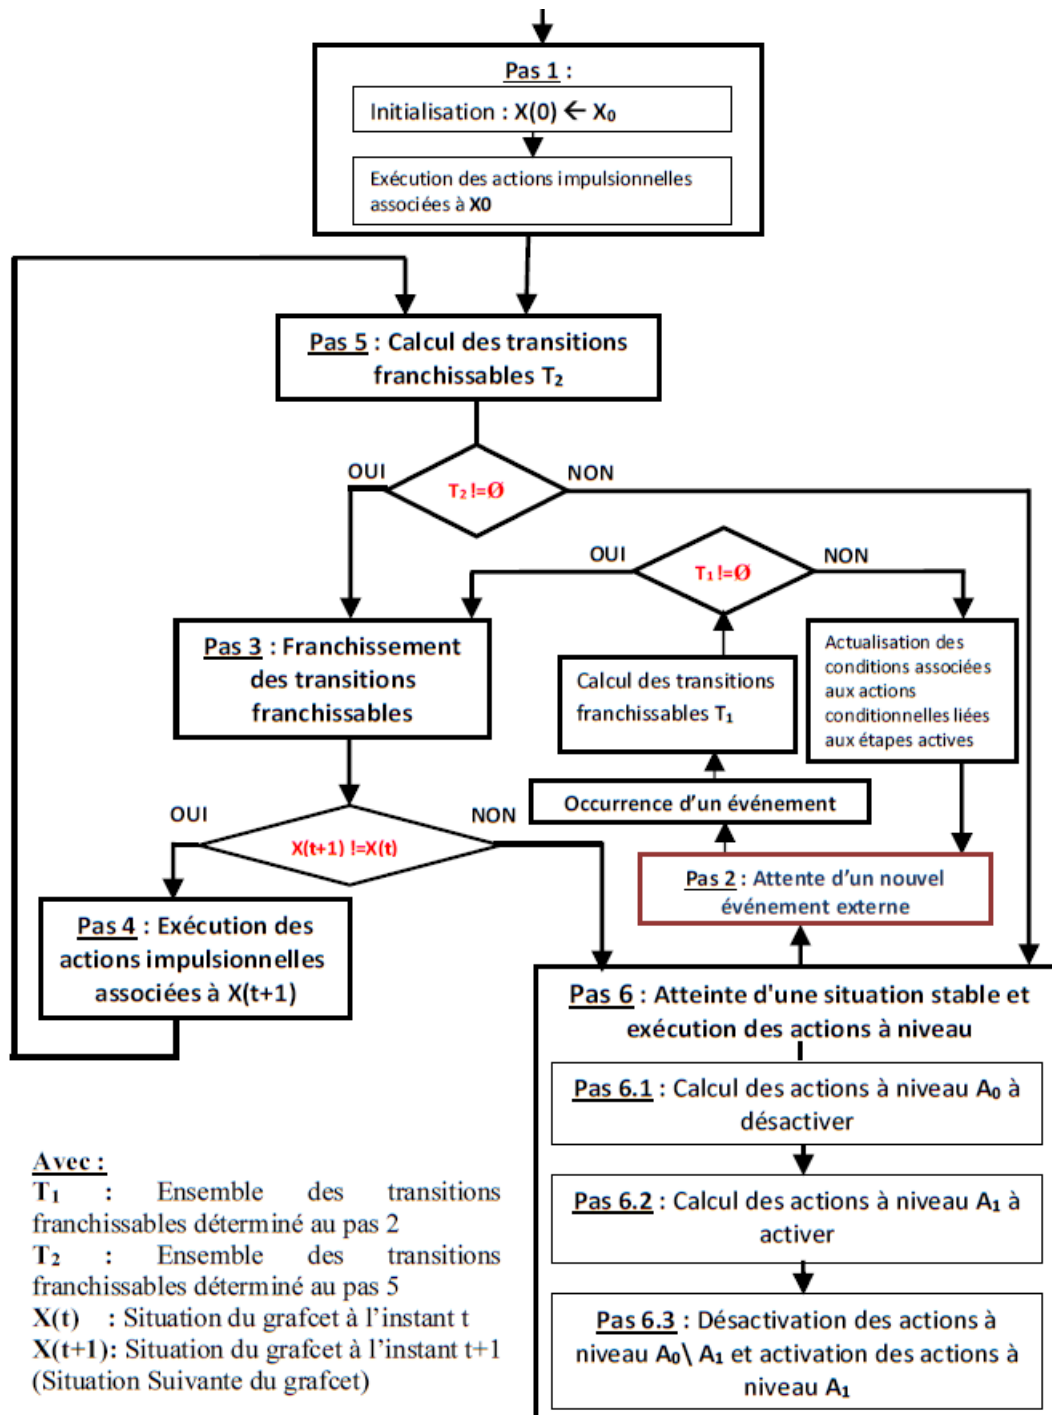 Pas 1 :
Initialisation : X(0) ← X₀
Exécution des actions impulsionnelles
associées à X0
Pas 5 : Calcul des transitions
franchissables T₂
OUI
NON
T₂ !=Ø
OUI
NON
T₁ !=Ø
Pas 3 : Franchissement
des transitions
franchissables
Calcul des transitions
franchissables T₁
Actualisation des
conditions associées
aux actions
conditionnelles liées
aux étapes actives
Occurrence d'un événement
OUI
NON
X(t+1) !=X(t)
Pas 2 : Attente d'un nouvel
événement externe
Pas 4 : Exécution des
actions impulsionnelles
associées à X(t+1)
Pas 6 : Atteinte d'une situation stable et
exécution des actions à niveau
Pas 6.1 : Calcul des actions à niveau A₀ à
désactiver
Pas 6.2 : Calcul des actions à niveau A₁ à
activer
Pas 6.3 : Désactivation des actions à
niveau A₀\ A₁ et activation des actions à
niveau A₁
Avec :
T₁ : Ensemble des transitions
franchissables déterminé au pas 2
T₂ : Ensemble des transitions
franchissables déterminé au pas 5
X(t) : Situation du grafcet à l'instant t
X(t+1): Situation du grafcet à l'instant t+1
(Situation Suivante du grafcet)